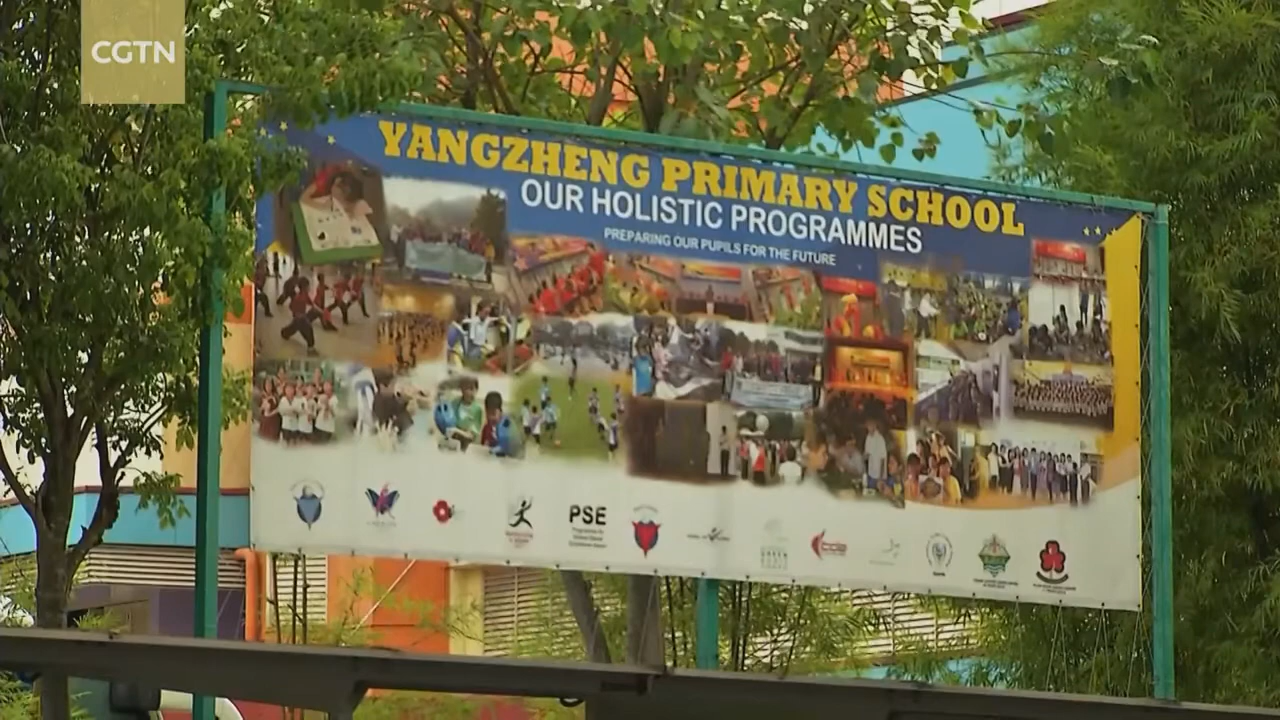 CGTN
YANGZHENG PRIMARY SCHOOL
OUR HOLISTIC PROGRAMMES
PREPARING OUR PUPILS FOR THE FUTURE
PSE